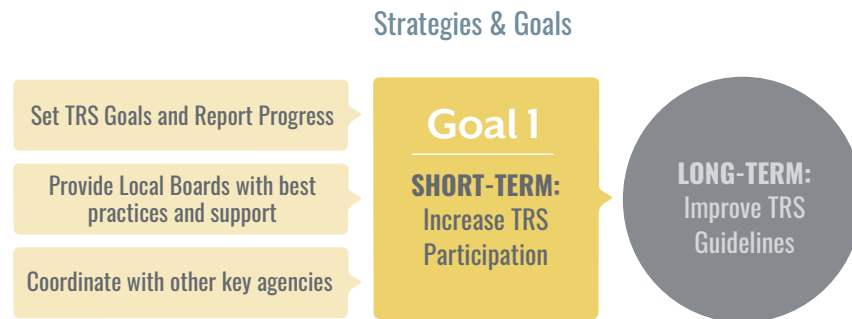 Strategies & Goals
Set TRS Goals and Report Progress
Provide Local Boards with best
practices and support
Coordinate with other key agencies
Goal 1
SHORT-TERM:
Increase TRS
Participation
LONG-TERM:
Improve TRS
Guidelines